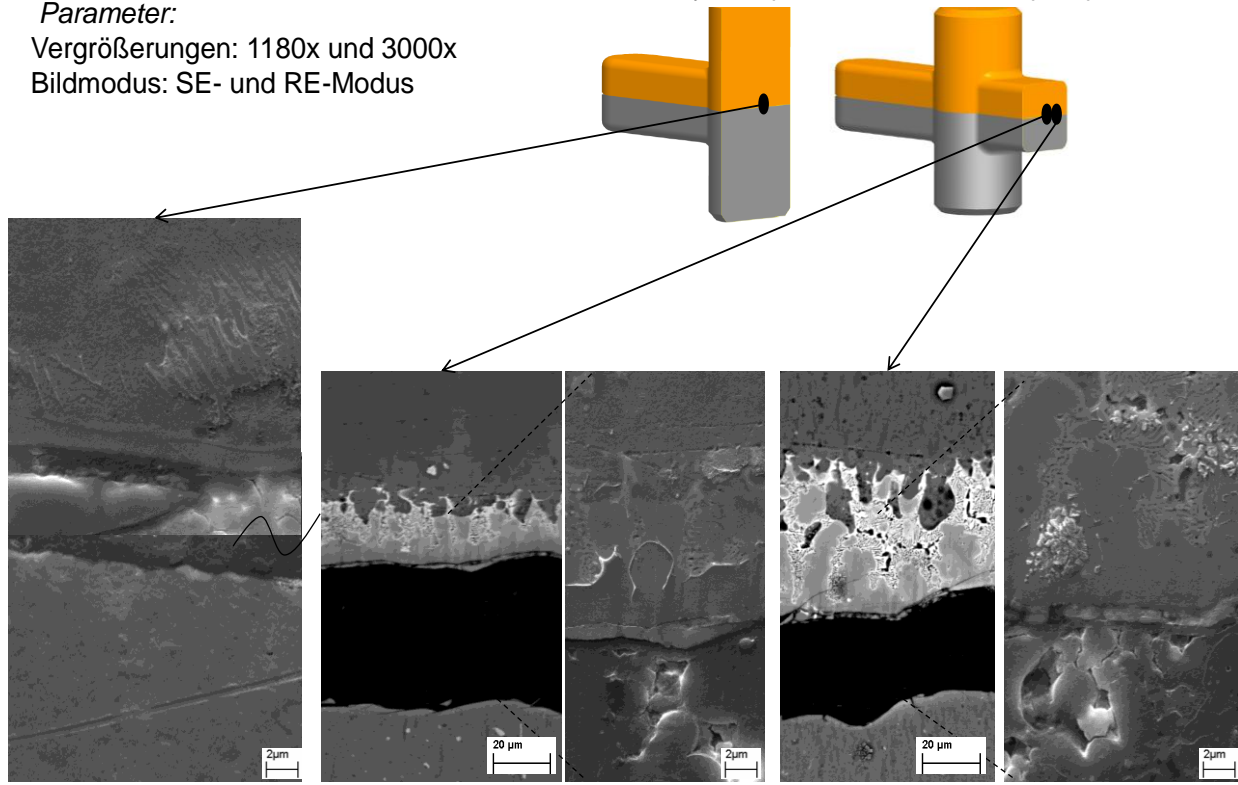 Parameter:
Vergrößerungen: 1180x und 3000x
Bildmodus: SE- und RE-Modus
2µm
20 µm
2µm
20 µm
2µm